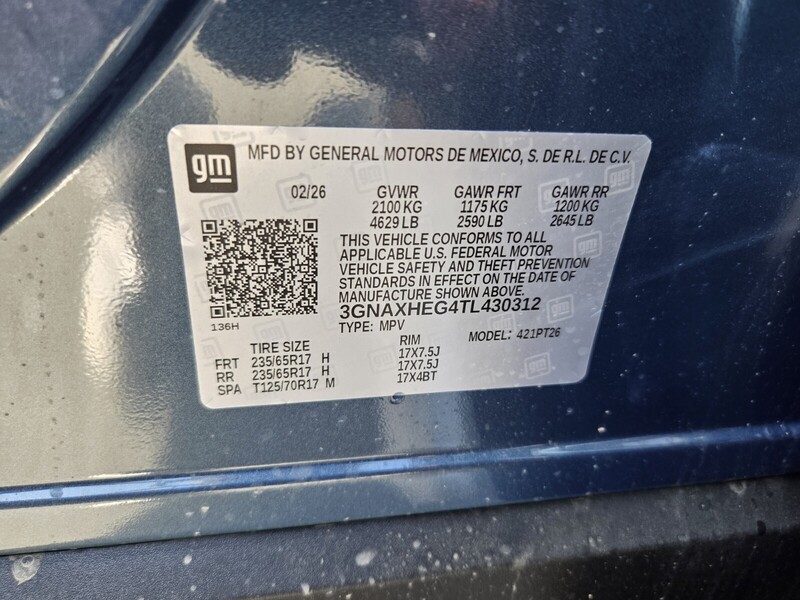 gm MFD BY GENERAL MOTORS DE MEXICO, S. DE R.L. DE C.V.
02/26 GVWR GAWR FRT GAWR RR
2100 KG 1175 KG 1200 KG
4629 LB 2590 LB 2645 LB
THIS VEHICLE CONFORMS TO ALL
APPLICABLE U.S. FEDERAL MOTOR
VEHICLE SAFETY AND THEFT PREVENTION
STANDARDS IN EFFECT ON THE DATE OF
MANUFACTURE SHOWN ABOVE.
3GNAXHEG4TL430312
136H
TYPE: MPV MODEL: 421PT26
TIRE SIZE RIM
FRT 235/65R17 H 17X7.5J
RR 235/65R17 H 17X7.5J
SPA T125/70R17 M 17X4BT